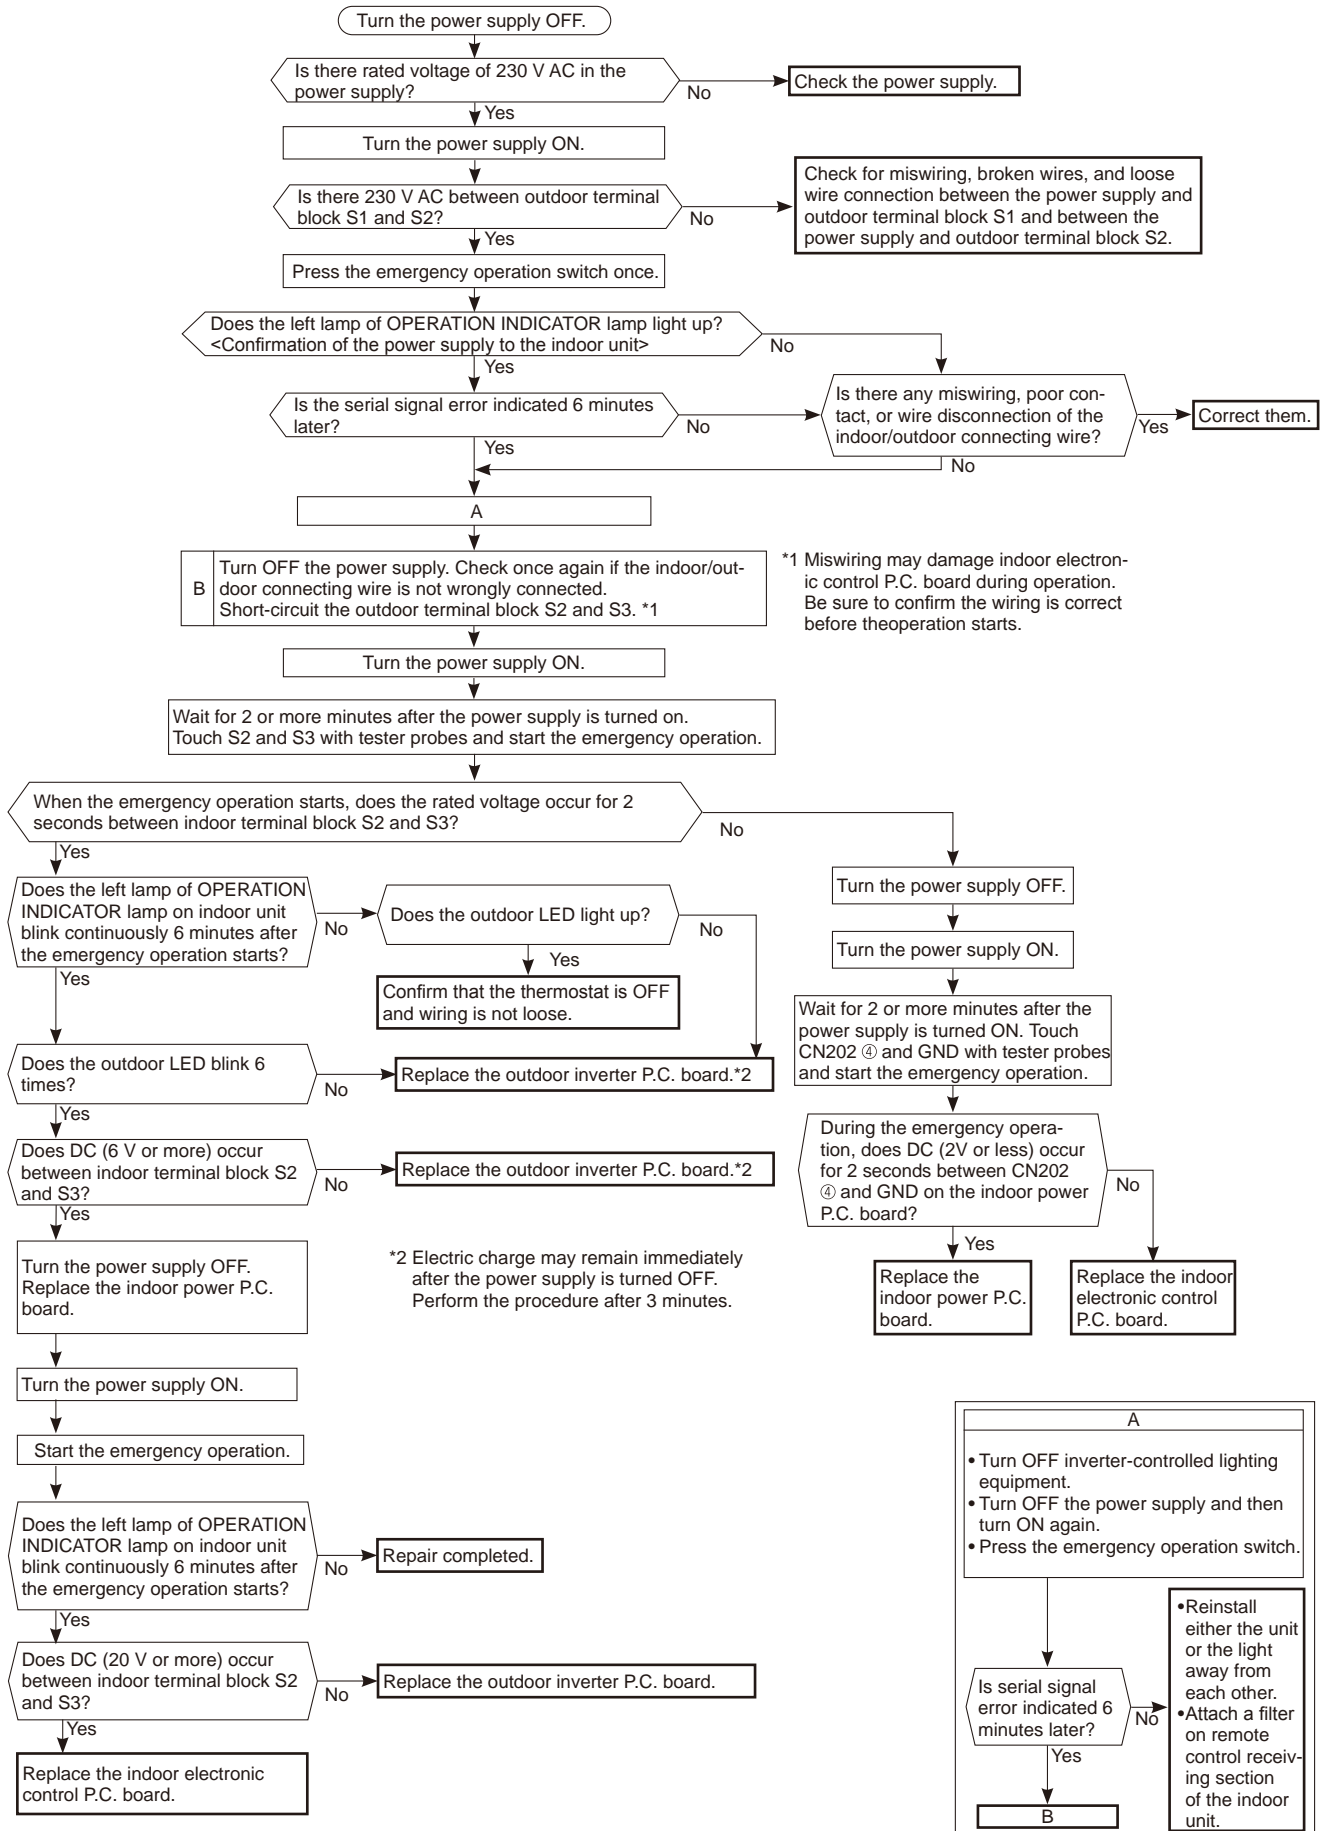 Turn the power supply OFF.
Is there rated voltage of 230 V AC in the
power supply?
No
Check the power supply.
Yes
Turn the power supply ON.
Is there 230 V AC between outdoor terminal
block S1 and S2?
No
Check for miswiring, broken wires, and loose
wire connection between the power supply and
outdoor terminal block S1 and between the
power supply and outdoor terminal block S2.
Yes
Press the emergency operation switch once.
Does the left lamp of OPERATION INDICATOR lamp light up?
<Confirmation of the power supply to the indoor unit>
No
Yes
Is the serial signal error indicated 6 minutes
later?
No
Is there any miswiring, poor con-
tact, or wire disconnection of the
indoor/outdoor connecting wire?
Yes
Correct them.
Yes
No
A
B
Turn OFF the power supply. Check once again if the indoor/out-
door connecting wire is not wrongly connected.
Short-circuit the outdoor terminal block S2 and S3. *1
*1 Miswiring may damage indoor electron-
ic control P.C. board during operation.
Be sure to confirm the wiring is correct
before theoperation starts.
Turn the power supply ON.
Wait for 2 or more minutes after the power supply is turned on.
Touch S2 and S3 with tester probes and start the emergency operation.
When the emergency operation starts, does the rated voltage occur for 2
seconds between indoor terminal block S2 and S3?
No
Yes
Does the left lamp of OPERATION
INDICATOR lamp on indoor unit
blink continuously 6 minutes after
the emergency operation starts?
No
Does the outdoor LED light up?
No
Yes
Confirm that the thermostat is OFF
and wiring is not loose.
Yes
Does the outdoor LED blink 6
times?
No
Replace the outdoor inverter P.C. board.*2
Yes
Does DC (6 V or more) occur
between indoor terminal block S2
and S3?
No
Replace the outdoor inverter P.C. board.*2
Yes
Turn the power supply OFF.
Replace the indoor power P.C.
board.
*2 Electric charge may remain immediately
after the power supply is turned OFF.
Perform the procedure after 3 minutes.
Turn the power supply ON.
Start the emergency operation.
Does the left lamp of OPERATION
INDICATOR lamp on indoor unit
blink continuously 6 minutes after
the emergency operation starts?
No
Repair completed.
Yes
Does DC (20 V or more) occur
between indoor terminal block S2
and S3?
No
Replace the outdoor inverter P.C. board.
Yes
Replace the indoor electronic
control P.C. board.
Turn the power supply OFF.
Turn the power supply ON.
Wait for 2 or more minutes after the
power supply is turned ON. Touch
CN202 ④ and GND with tester probes
and start the emergency operation.
During the emergency opera-
tion, does DC (2V or less) occur
for 2 seconds between CN202
④ and GND on the indoor power
P.C. board?
No
Yes
Replace the
indoor power P.C.
board.
Replace the indoor
electronic control
P.C. board.
A
• Turn OFF inverter-controlled lighting
equipment.
• Turn OFF the power supply and then
turn ON again.
• Press the emergency operation switch.
Is serial signal
error indicated 6
minutes later?
No
•Reinstall
either the unit
or the light
away from
each other.
•Attach a filter
on remote
control receiv-
ing section
of the indoor
unit.
Yes
B